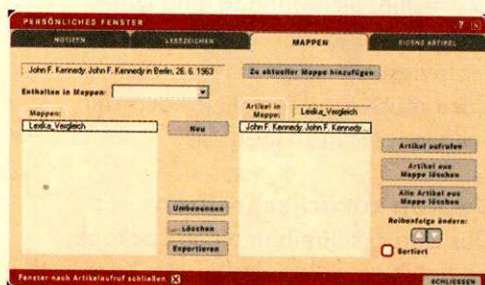 PERSÖNLICHES FENSTER
?
NOTIZEN
LESEZEICHEN
MAPPEN
EIGENE ARTIKEL
John F. Kennedy: John F. Kennedy in Berlin, 26. 6. 1963
Zu aktueller Mappe hinzufügen
Enthalten in Mappen:
Mappen:
Lexika_Vergleich
Neu
Artikel in Mappe:
Lexika_Vergleich
John F. Kennedy: John F. Kennedy ...
Artikel aufrufen
Artikel aus
Mappe löschen
Alle Artikel aus
Mappe löschen
Umbenennen
Löschen
Exportieren
Reihenfolge ändern:
Sortiert
Fenster nach Artikelaufruf schließen
SCHLIESSEN